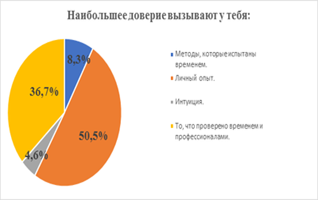 Наибольшее доверие вызывают у тебя:
8,3%
36,7%
50,5%
4,6%
Методы, которые испытаны
временем.
Личный опыт.
Интуиция.
То, что проверено временем и
профессионалами.